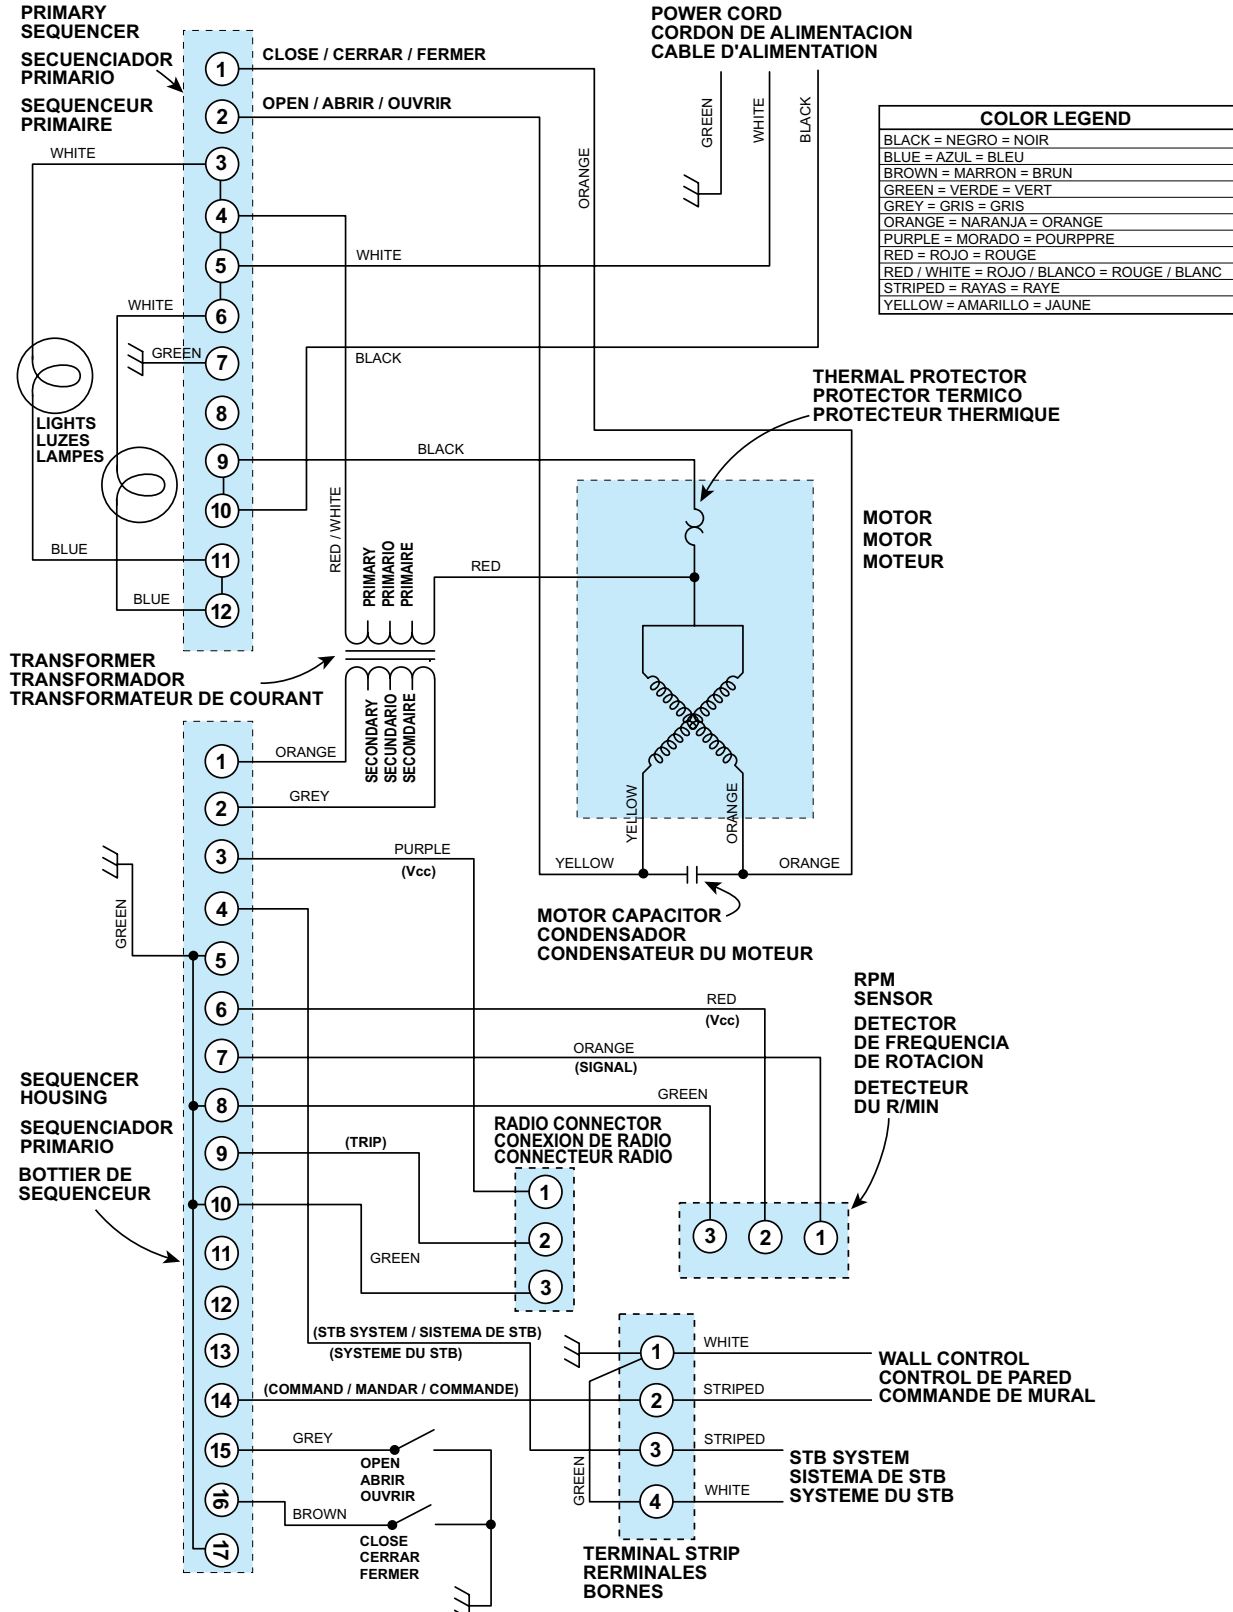 PRIMARY
SEQUENCER
SECUENCIADOR
PRIMARIO
SEQUENCEUR
PRIMAIRE
POWER CORD
CORDON DE ALIMENTACION
CABLE D'ALIMENTATION
CLOSE / CERRAR / FERMER
OPEN / ABRIR / OUVRIR
1
2
3
4
5
6
7
8
9
10
11
12
WHITE
WHITE
GREEN
LIGHTS
LUZES
LAMPES
BLUE
BLUE
ORANGE
GREEN
WHITE
BLACK
WHITE
BLACK
BLACK
RED / WHITE
COLOR LEGEND
BLACK = NEGRO = NOIR
BLUE = AZUL = BLEU
BROWN = MARRON = BRUN
GREEN = VERDE = VERT
GREY = GRIS = GRIS
ORANGE = NARANJA = ORANGE
PURPLE = MORADO = POURPPRE
RED = ROJO = ROUGE
RED / WHITE = ROJO / BLANCO = ROUGE / BLANC
STRIPED = RAYAS = RAYE
YELLOW = AMARILLO = JAUNE
THERMAL PROTECTOR
PROTECTOR TERMICO
PROTECTEUR THERMIQUE
MOTOR
MOTOR
MOTEUR
RED
PRIMARY
PRIMARIO
PRIMAIRE
TRANSFORMER
TRANSFORMADOR
TRANSFORMATEUR DE COURANT
SECONDARY
SECUNDARIO
SECOMDAIRE
YELLOW
ORANGE
YELLOW
ORANGE
MOTOR CAPACITOR
CONDENSADOR
CONDENSATEUR DU MOTEUR
1
2
3
4
5
6
7
8
9
10
11
12
13
14
15
16
17
ORANGE
GREY
PURPLE
(Vcc)
GREEN
RED
(Vcc)
ORANGE
(SIGNAL)
GREEN
RPM
SENSOR
DETECTOR
DE FREQUENCIA
DE ROTACION
DETECTEUR
DU R/MIN
SEQUENCER
HOUSING
SEQUENCIADOR
PRIMARIO
BOTTIER DE
SEQUENCEUR
(TRIP)
RADIO CONNECTOR
CONEXION DE RADIO
CONNECTEUR RADIO
1
2
3
GREEN
3
2
1
(STB SYSTEM / SISTEMA DE STB)
(SYSTEME DU STB)
(COMMAND / MANDAR / COMMANDE)
1
2
3
4
WHITE
STRIPED
WALL CONTROL
CONTROL DE PARED
COMMANDE DE MURAL
STRIPED
WHITE
STB SYSTEM
SISTEMA DE STB
SYSTEME DU STB
GREEN
GREY
OPEN
ABRIR
OUVRIR
BROWN
CLOSE
CERRAR
FERMER
TERMINAL STRIP
RERMINALES
BORNES